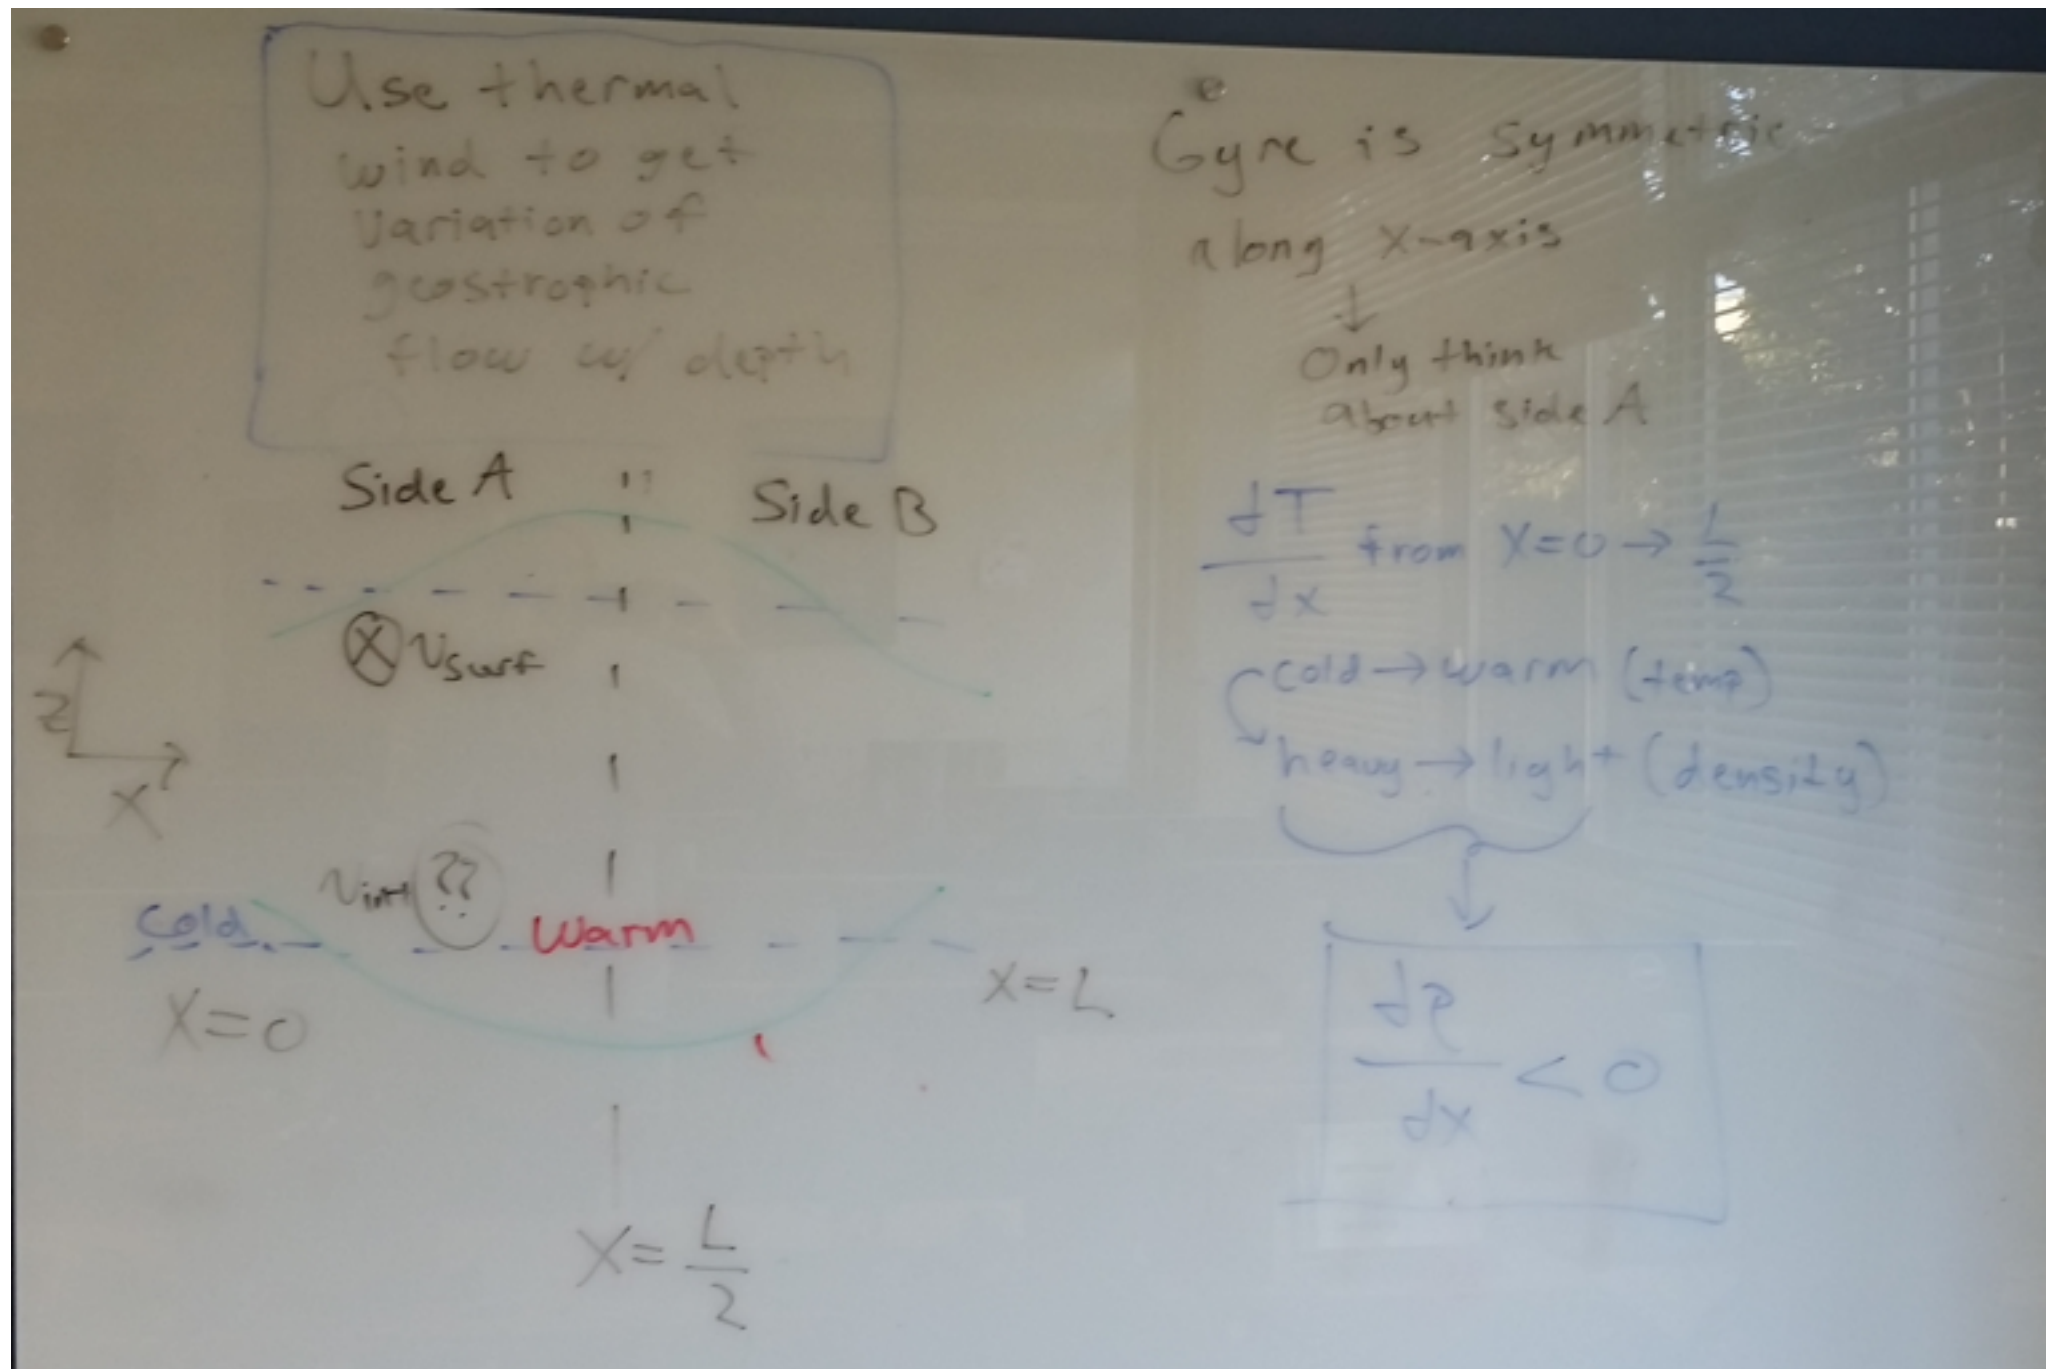 Use thermal
wind to get
variation of
geostrophic
flow w/ depth
Side A
Side B
⊗ Vsurf
Z
X
Vint ??
Cold
Warm
X=0
X=L
X= L/2
Gyre is symmetric
along x-axis
↓
Only think
about side A
dT/dx from X=0→ L/2
cold→warm (temp)
heavy→light (density)
dρ/dx < 0